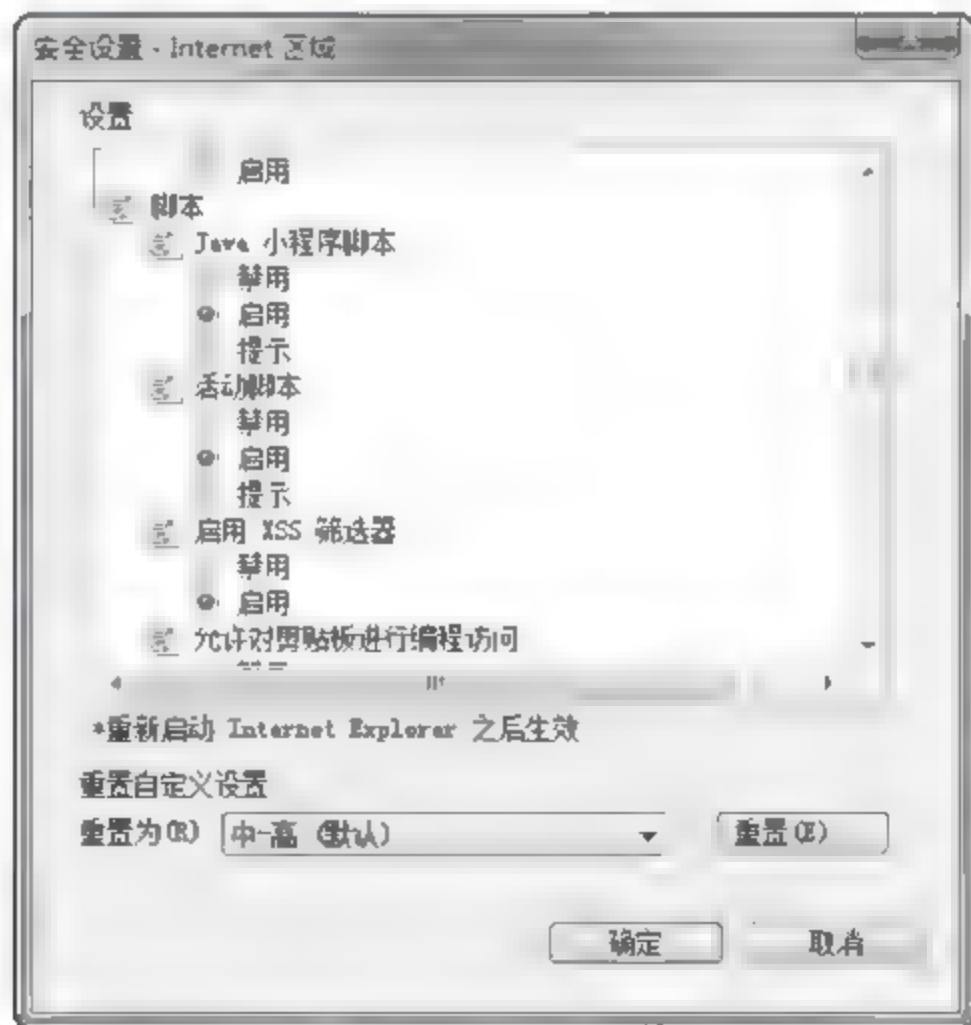 安全设置 - Internet 区域
设置
启用
脚本
Java 小程序脚本
禁用
启用
提示
活动脚本
禁用
启用
提示
启用 XSS 筛选器
禁用
启用
允许对剪贴板进行编程访问
*重新启动 Internet Explorer 之后生效
重置自定义设置
重置为(R) 中-高 (默认) 重置(E)
确定 取消